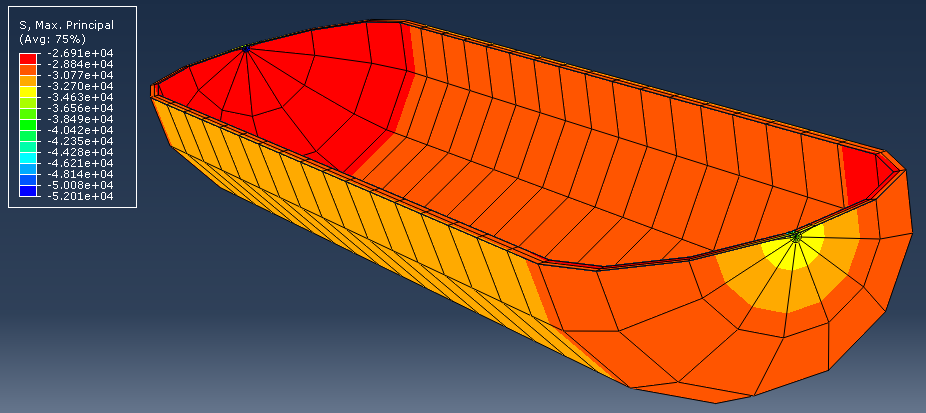 S, Max. Principal
(Avg: 75%)
-2.691e+04
-2.884e+04
-3.077e+04
-3.270e+04
-3.463e+04
-3.656e+04
-3.849e+04
-4.042e+04
-4.235e+04
-4.428e+04
-4.621e+04
-4.814e+04
-5.008e+04
-5.201e+04